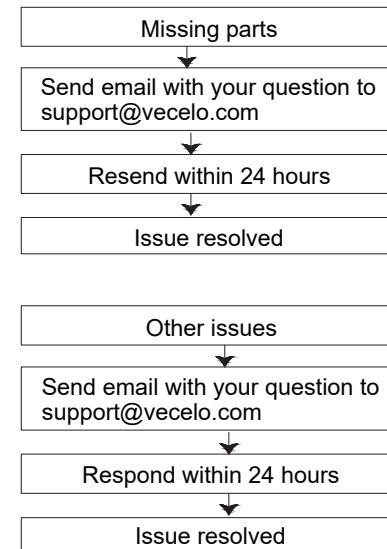 Missing parts
Send email with your question to
support@vecelo.com
Resend within 24 hours
Issue resolved
Other issues
Send email with your question to
support@vecelo.com
Respond within 24 hours
Issue resolved